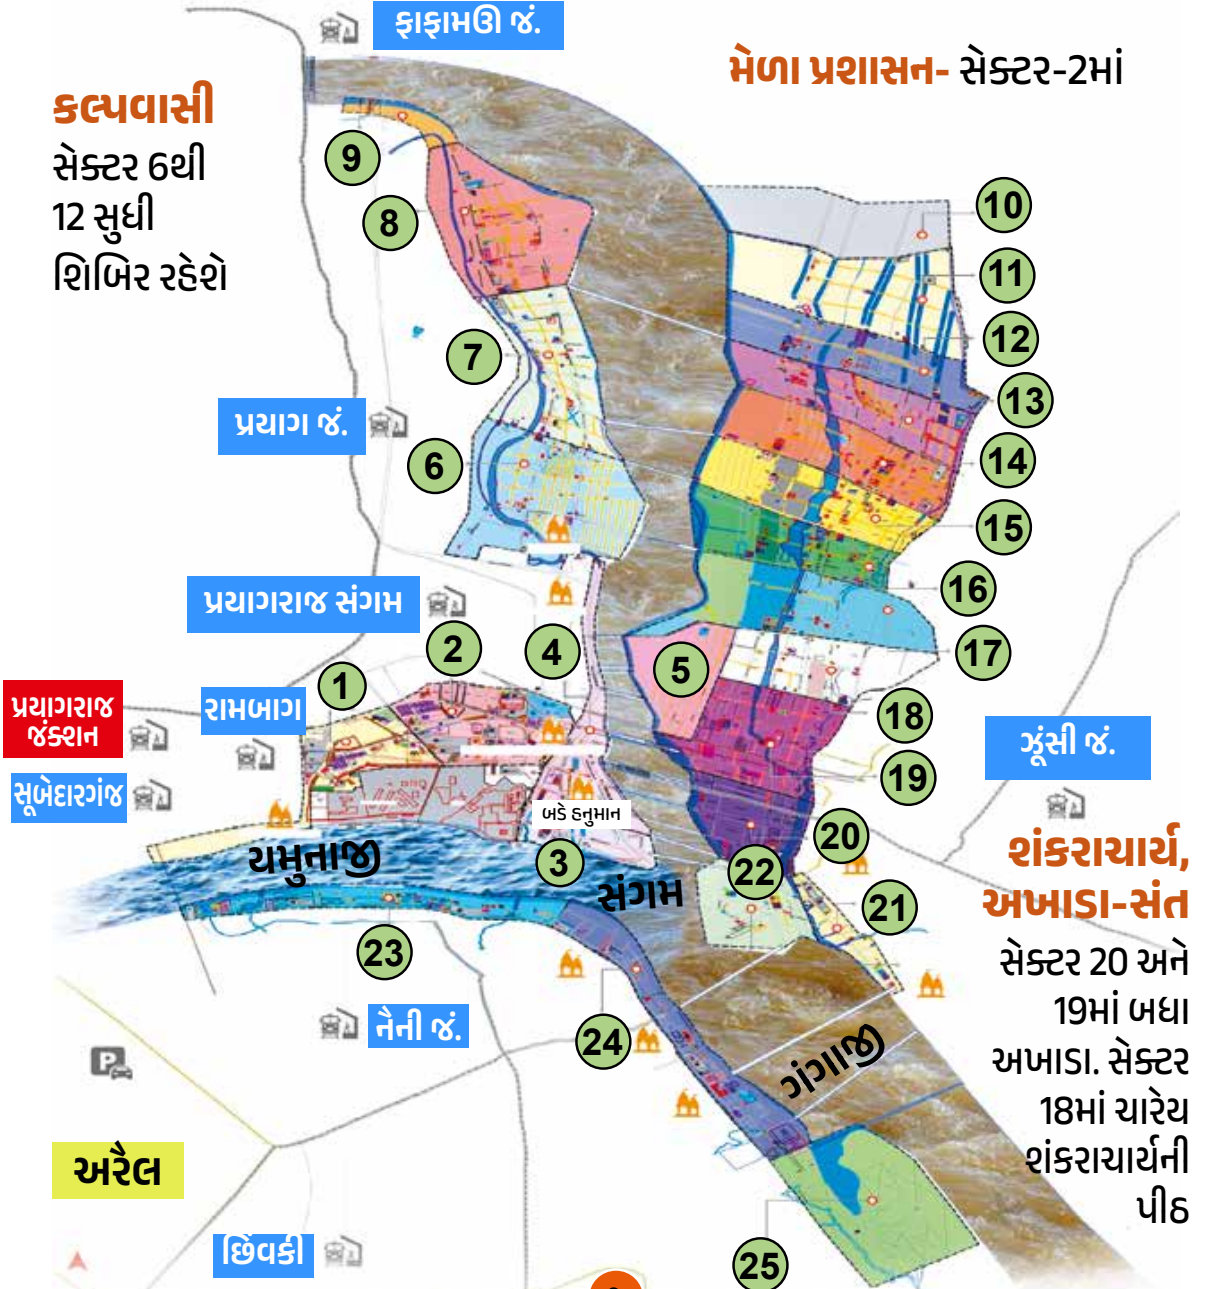 ફાફામઊ જં.
મેળા પ્રશાસન- સેક્ટર-2માં
કલ્પવાસી
સેક્ટર 6થી
12 સુધી
શિબિર રહેશે
9
8
10
11
12
7
13
પ્રયાગ જં.
6
14
15
16
પ્રયાગરાજ સંગમ
2
4
5
17
1
પ્રયાગરાજ
જંક્શન
રામબાગ
18
ઝૂંસી જં.
સૂબેદારગંજ
19
બડે હનુમાન
20
યમુનાજી
3
સંગમ
22
21
શંકરાચાર્ય,
અખાડા-સંત
સેક્ટર 20 અને
19માં બધા
અખાડા. સેક્ટર
18માં ચારેય
શંકરાચાર્યની
પીઠ
23
નૈની જં.
24
ગંગાજી
P
અરૈલ
છિવકી
25